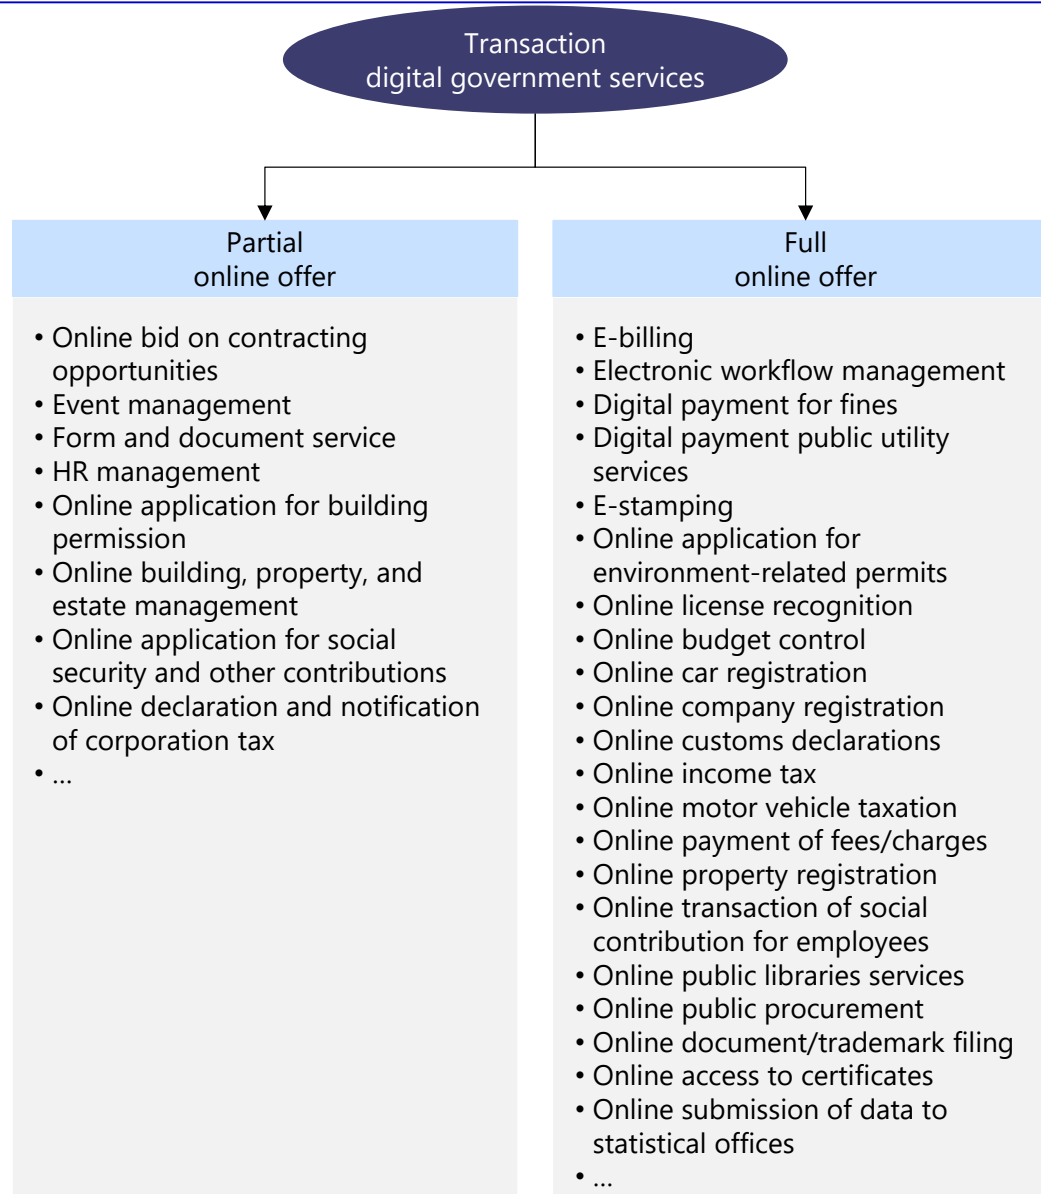 Transaction
digital government services
Partial
online offer
• Online bid on contracting
opportunities
• Event management
• Form and document service
• HR management
• Online application for building
permission
• Online building, property, and
estate management
• Online application for social
security and other contributions
• Online declaration and notification
of corporation tax
• ...
Full
online offer
• E-billing
• Electronic workflow management
• Digital payment for fines
• Digital payment public utility
services
• E-stamping
• Online application for
environment-related permits
• Online license recognition
• Online budget control
• Online car registration
• Online company registration
• Online customs declarations
• Online income tax
• Online motor vehicle taxation
• Online payment of fees/charges
• Online property registration
• Online transaction of social
contribution for employees
• Online public libraries services
• Online public procurement
• Online document/trademark filing
• Online access to certificates
• Online submission of data to
statistical offices
• ...